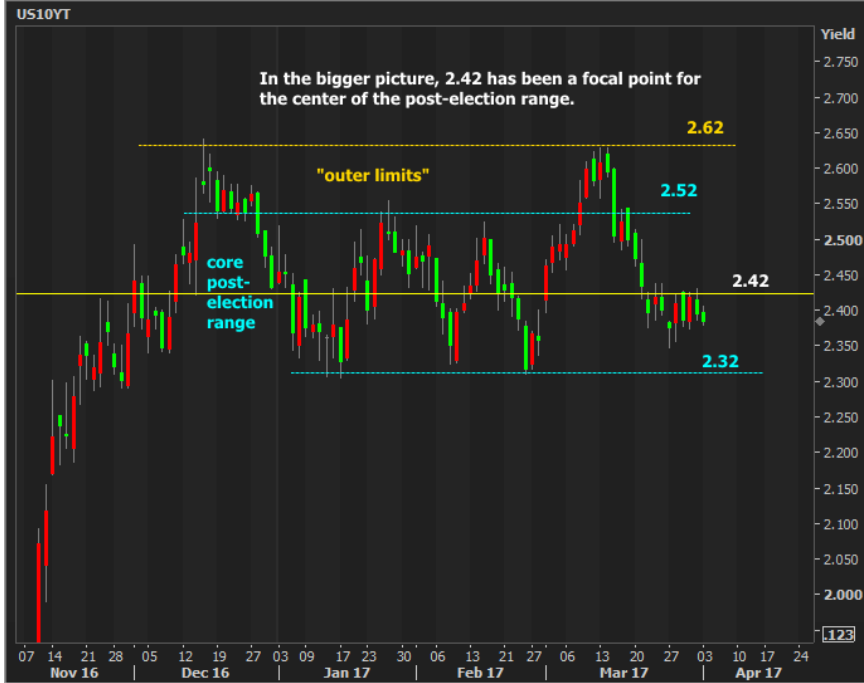 US10YT
Yield
In the bigger picture, 2.42 has been a focal point for
the center of the post-election range.
2.750
2.700
2.62
2.650
"outer limits"
2.600
2.52
2.550
2.500
core
post-
election
range
2.42
2.450
2.400
2.350
2.32
2.300
2.250
2.200
2.150
2.100
2.050
2.000
.123
07 14 21 28 05 12 19 27 03 09 17 23 30 06 13 21 27 06 13 20 27 03 10 17 24
Nov 16 Dec 16 Jan 17 Feb 17 Mar 17 Apr 17